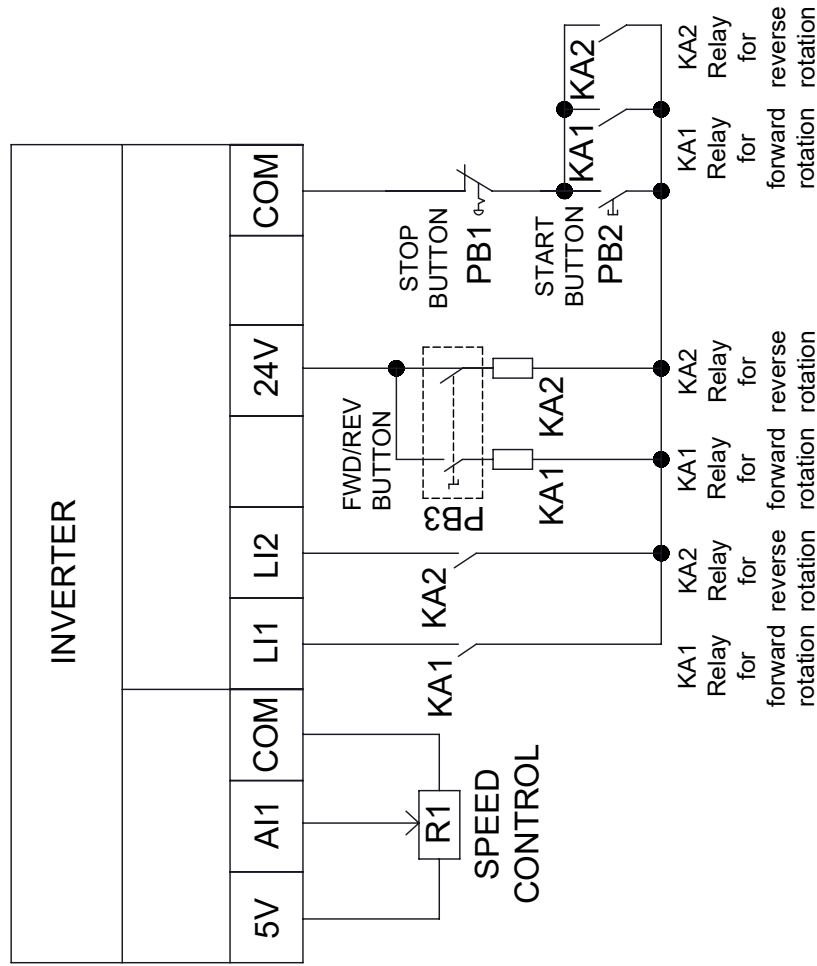 INVERTER
5V
AI1
COM
LI1
LI2
24V
COM
R1
SPEED
CONTROL
KA1
KA2
FWD/REV
BUTTON
PB3
KA1
KA2
STOP
BUTTON
PB1
START
BUTTON
PB2
KA1
KA2
KA1
Relay
for
forward
rotation
KA2
Relay
for
reverse
rotation
KA1
Relay
for
forward
rotation
KA2
Relay
for
reverse
rotation
KA1
Relay
for
forward
rotation
KA2
Relay
for
reverse
rotation